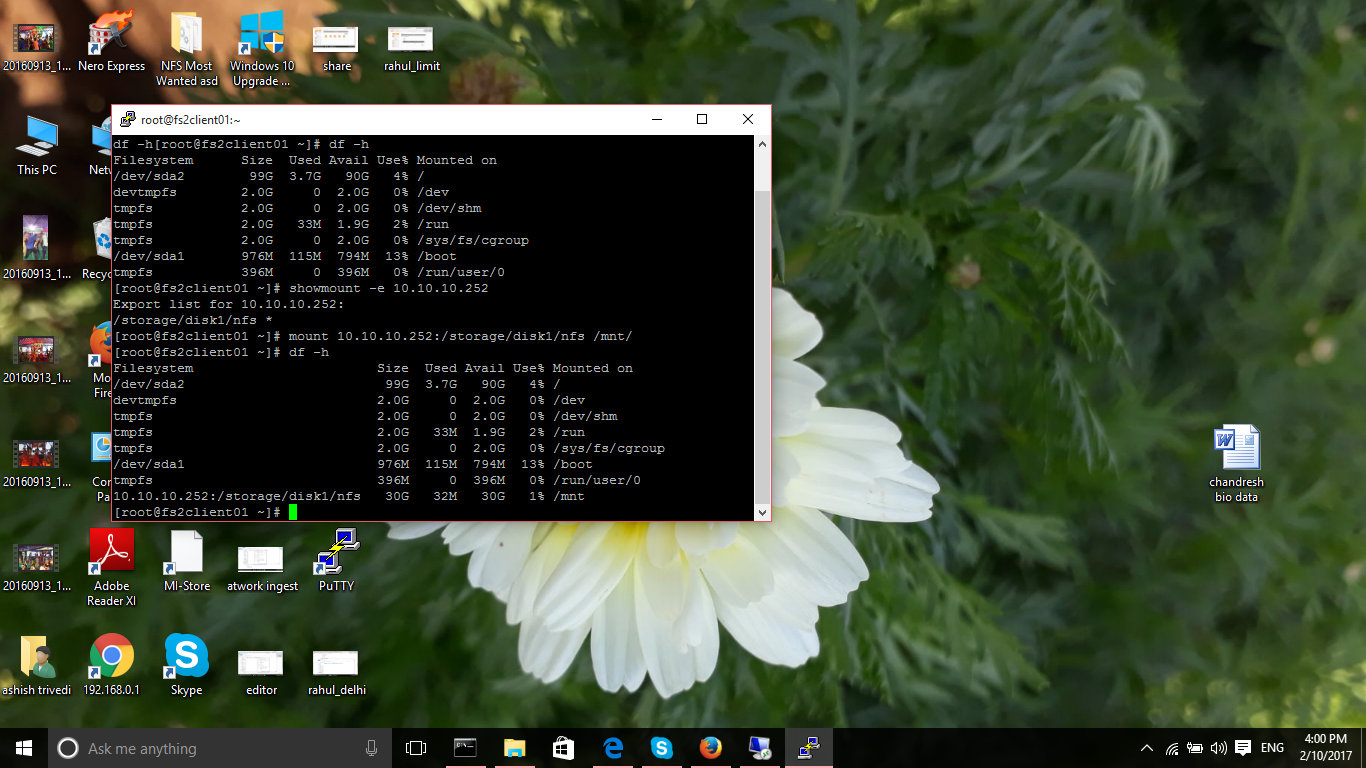 20160913_1...
Nero Express
NFS Most
Wanted asd
Windows 10
Upgrade ...
share
rahul_limit
root@fs2client01:~
df -h[root@fs2client01 ~]# df -h
Filesystem      Size  Used Avail Use% Mounted on
/dev/sda2        99G  3.7G   90G   4% /
devtmpfs        2.0G     0  2.0G   0% /dev
tmpfs           2.0G     0  2.0G   0% /dev/shm
tmpfs           2.0G   33M  1.9G   2% /run
tmpfs           2.0G     0  2.0G   0% /sys/fs/cgroup
/dev/sda1       976M  115M  794M  13% /boot
tmpfs           396M     0  396M   0% /run/user/0
[root@fs2client01 ~]# showmount -e 10.10.10.252
Export list for 10.10.10.252:
/storage/disk1/nfs *
[root@fs2client01 ~]# mount 10.10.10.252:/storage/disk1/nfs /mnt/
[root@fs2client01 ~]# df -h
Filesystem                       Size  Used Avail Use% Mounted on
/dev/sda2                         99G  3.7G   90G   4% /
devtmpfs                         2.0G     0  2.0G   0% /dev
tmpfs                            2.0G     0  2.0G   0% /dev/shm
tmpfs                            2.0G   33M  1.9G   2% /run
tmpfs                            2.0G     0  2.0G   0% /sys/fs/cgroup
/dev/sda1                        976M  115M  794M  13% /boot
tmpfs                            396M     0  396M   0% /run/user/0
10.10.10.252:/storage/disk1/nfs   30G   32M   30G   1% /mnt
[root@fs2client01 ~]#
This PC
Netw
20160913_1...
Recyc
20160913_1...
Mo
Fire
20160913_1...
Con
Pa
chandresh
bio data
20160913_1...
Adobe
Reader XI
MI-Store
atwork ingest
PuTTY
ashish trivedi
192.168.0.1
Skype
editor
rahul_delhi
Ask me anything
ENG
4:00 PM
2/10/2017